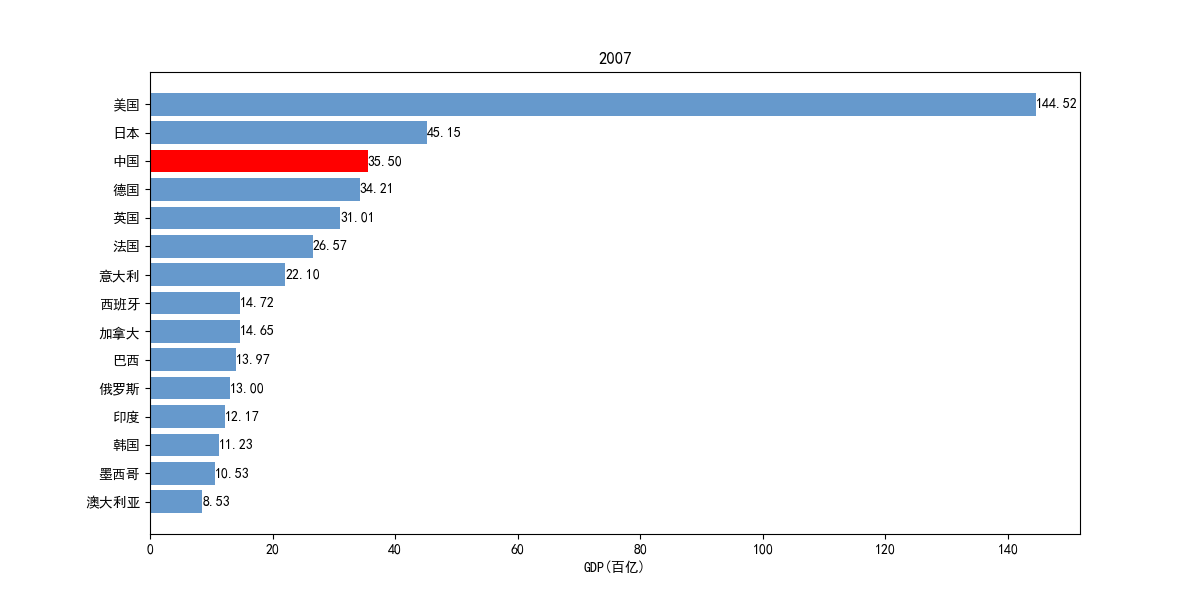 2007
美国 144.52
日本 45.15
中国 35.50
德国 34.21
英国 31.01
法国 26.57
意大利 22.10
西班牙 14.72
加拿大 14.65
巴西 13.97
俄罗斯 13.00
印度 12.17
韩国 11.23
墨西哥 10.53
澳大利亚 8.53
0 20 40 60 80 100 120 140
GDP(百亿)